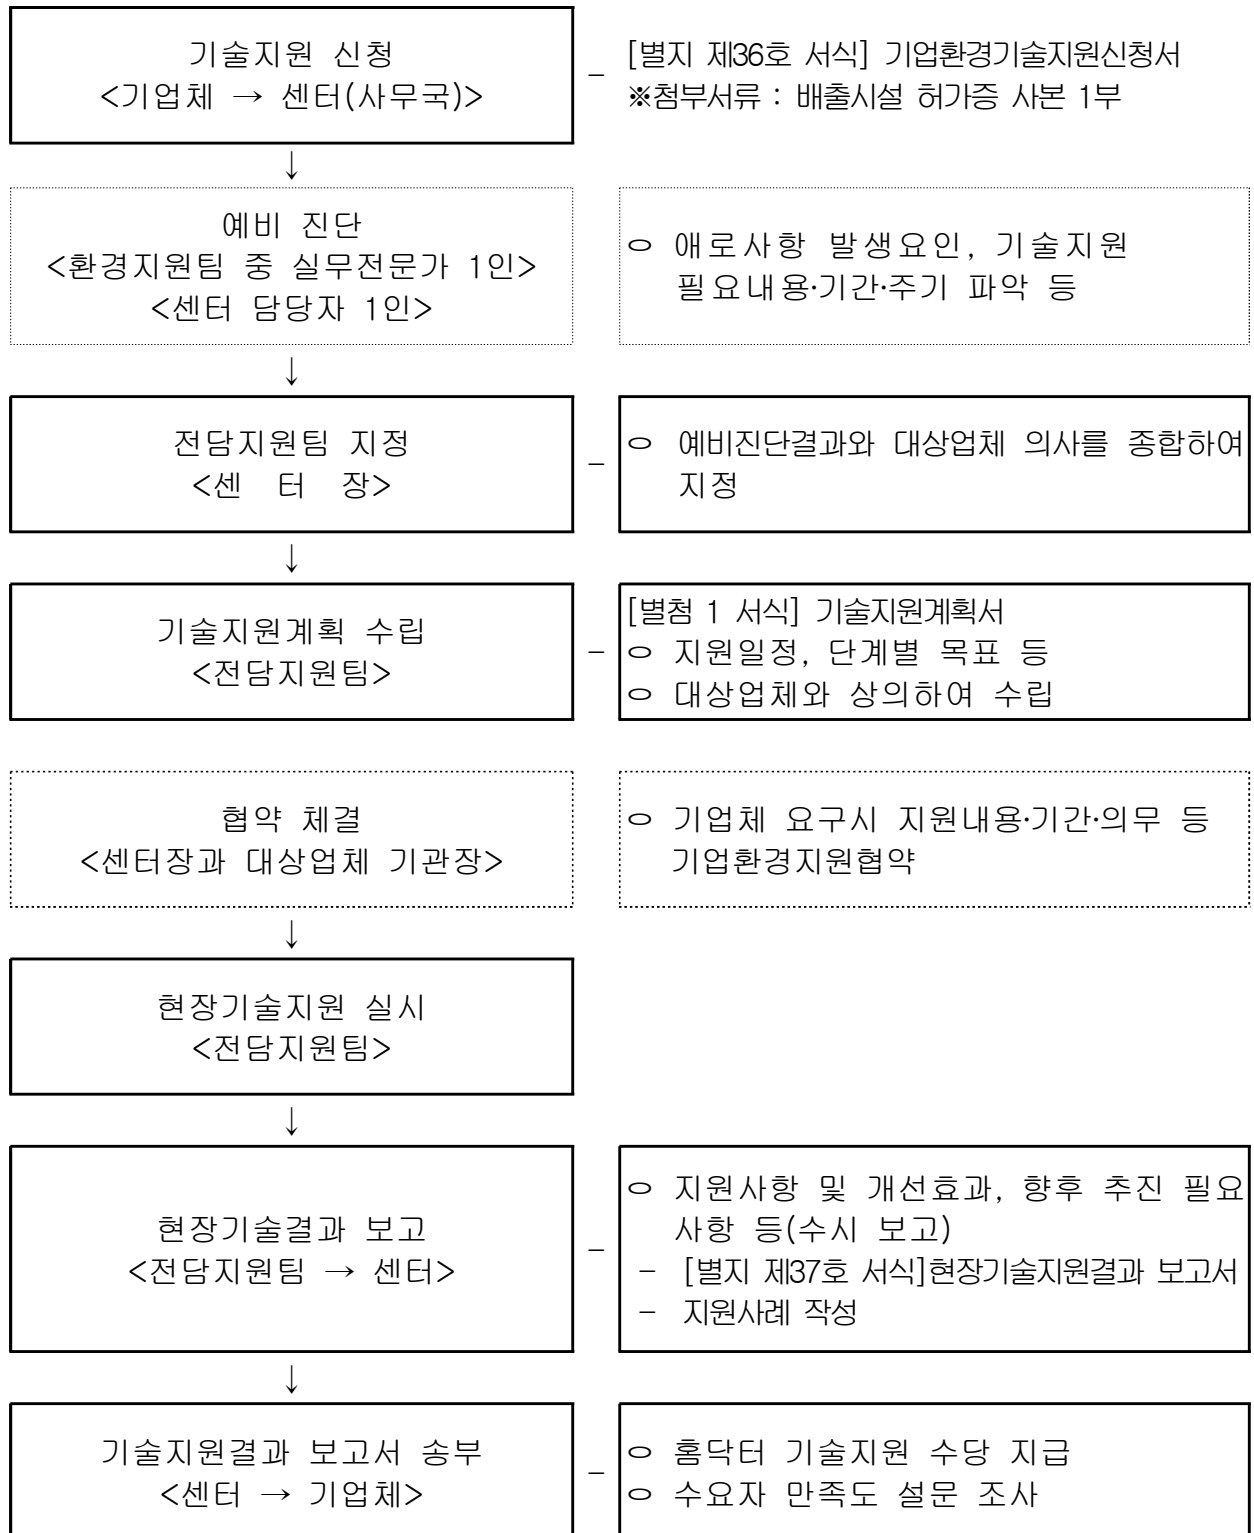 기술지원 신청
<기업체 → 센터(사무국)>
–
[별지 제36호 서식] 기업환경기술지원신청서
※첨부서류 : 배출시설 허가증 사본 1부
↓
예비 진단
<환경지원팀 중 실무전문가 1인>
<센터 담당자 1인>
ㅇ 애로사항 발생요인, 기술지원
필요내용·기간·주기 파악 등
↓
전담지원팀 지정
<센 터 장>
–
ㅇ 예비진단결과와 대상업체 의사를 종합하여
지정
↓
기술지원계획 수립
<전담지원팀>
–
[별첨 1 서식] 기술지원계획서
ㅇ 지원일정, 단계별 목표 등
ㅇ 대상업체와 상의하여 수립
협약 체결
<센터장과 대상업체 기관장>
ㅇ 기업체 요구시 지원내용·기간·의무 등
기업환경지원협약
↓
현장기술지원 실시
<전담지원팀>
↓
현장기술결과 보고
<전담지원팀 → 센터>
–
ㅇ 지원사항 및 개선효과, 향후 추진 필요
사항 등(수시 보고)
– [별지 제37호 서식]현장기술지원결과 보고서
– 지원사례 작성
↓
기술지원결과 보고서 송부
<센터 → 기업체>
–
ㅇ 홈닥터 기술지원 수당 지급
ㅇ 수요자 만족도 설문 조사